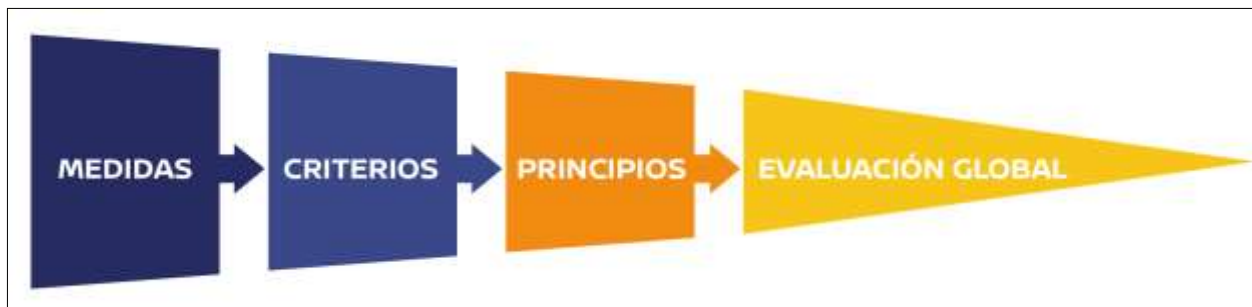 MEDIDAS
CRITERIOS
PRINCIPIOS
EVALUACIÓN GLOBAL